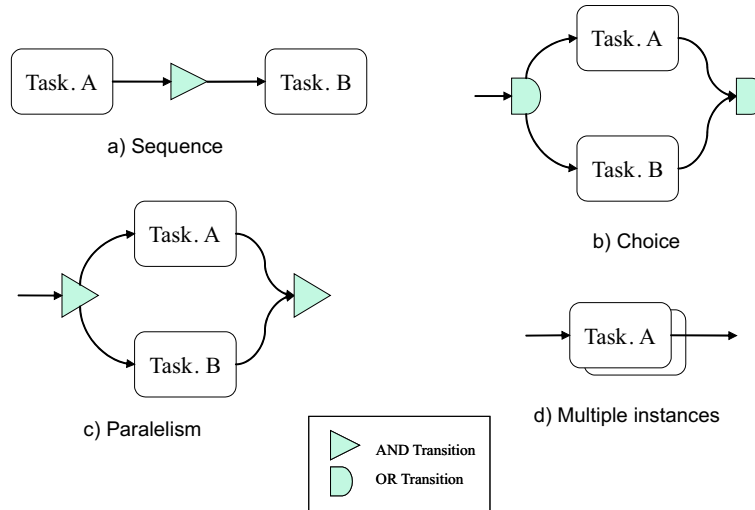 Task. A
Task. B
a) Sequence
Task. A
Task. B
b) Choice
Task. A
Task. B
c) Paralelism
Task. A
d) Multiple instances
AND Transition
OR Transition